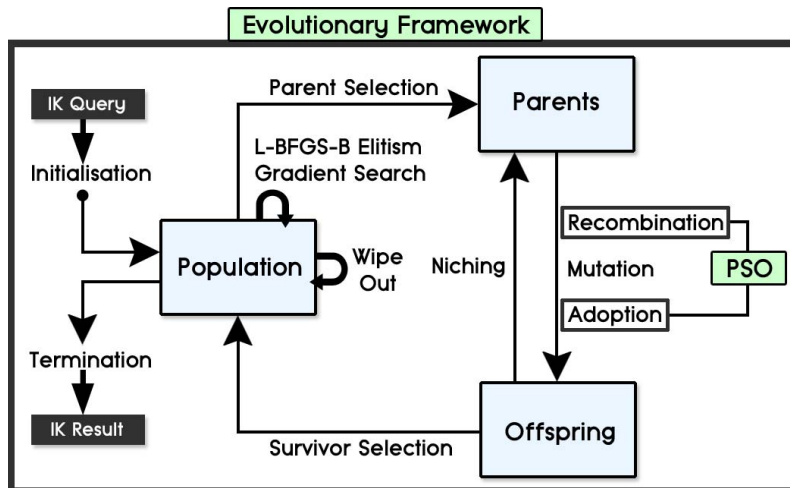 Evolutionary Framework
IK Query
Initialisation
Parent Selection
Parents
L-BFGS-B Elitism
Gradient Search
Population
Wipe
Out
Niching
Recombination
Mutation
PSO
Adoption
Termination
IK Result
Survivor Selection
Offspring